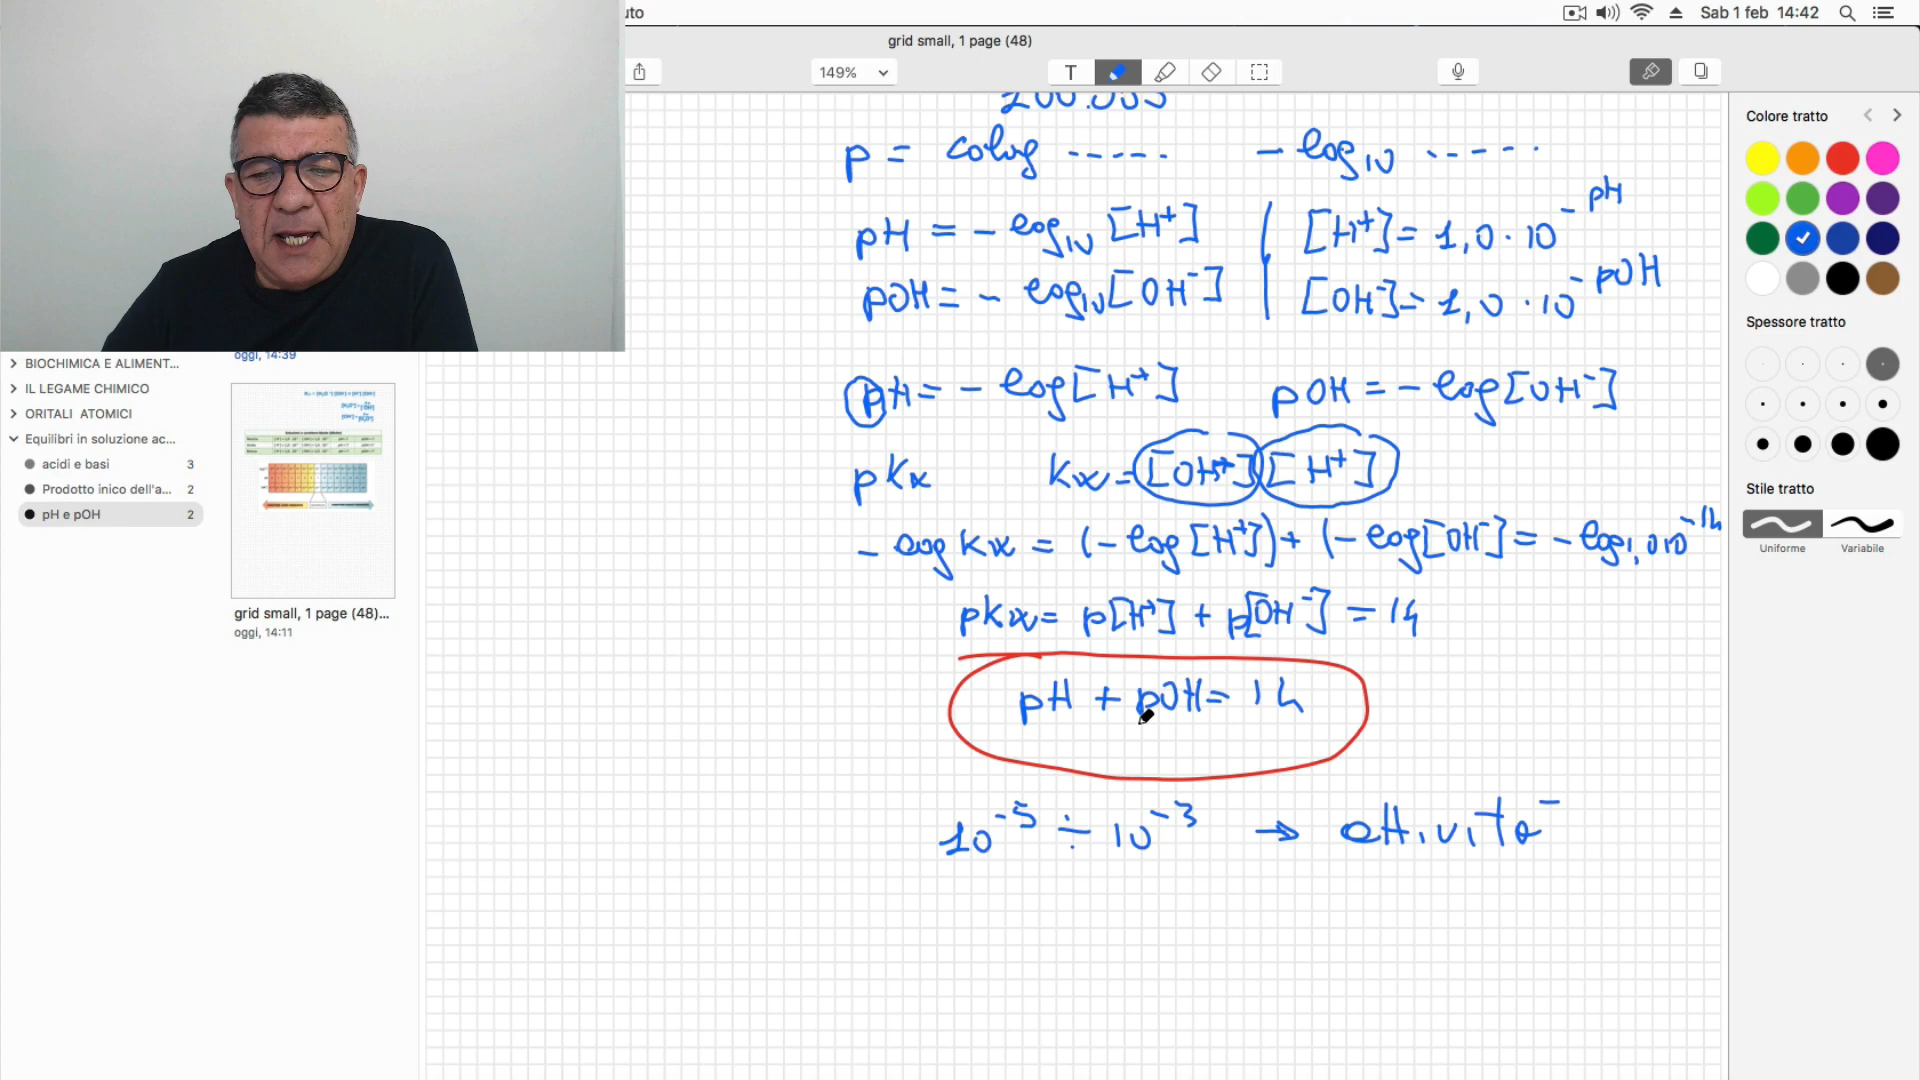 uto
Sab 1 feb 14:42
grid small, 1 page (48)
149%
T
Colore tratto
Spessore tratto
Stile tratto
Uniforme
Variabile
oggi, 14:39
BIOCHIMICA E ALIMENT...
IL LEGAME CHIMICO
ORITALI ATOMICI
Equilibri in soluzione ac...
acidi e basi 3
Prodotto inico dell'a... 2
pH e pOH 2
grid small, 1 page (48)...
oggi, 14:11
p = colog ----- - log₁₀ ------
pH = - log₁₀ [H⁺] [H⁺] = 1,0 · 10^-pH
pOH = - log₁₀ [OH⁻] [OH⁻] = 1,0 · 10^-pOH
pH = - log [H⁺] pOH = - log [OH⁻]
pKw Kw = [OH⁻] [H⁺]
- log Kw = (- log [H⁺]) + (- log [OH⁻] = - log 1,0 10^-14
pKw = p[H⁺] + p[OH⁻] = 14
pH + pOH = 14
10^-5 ÷ 10^-3 → attività